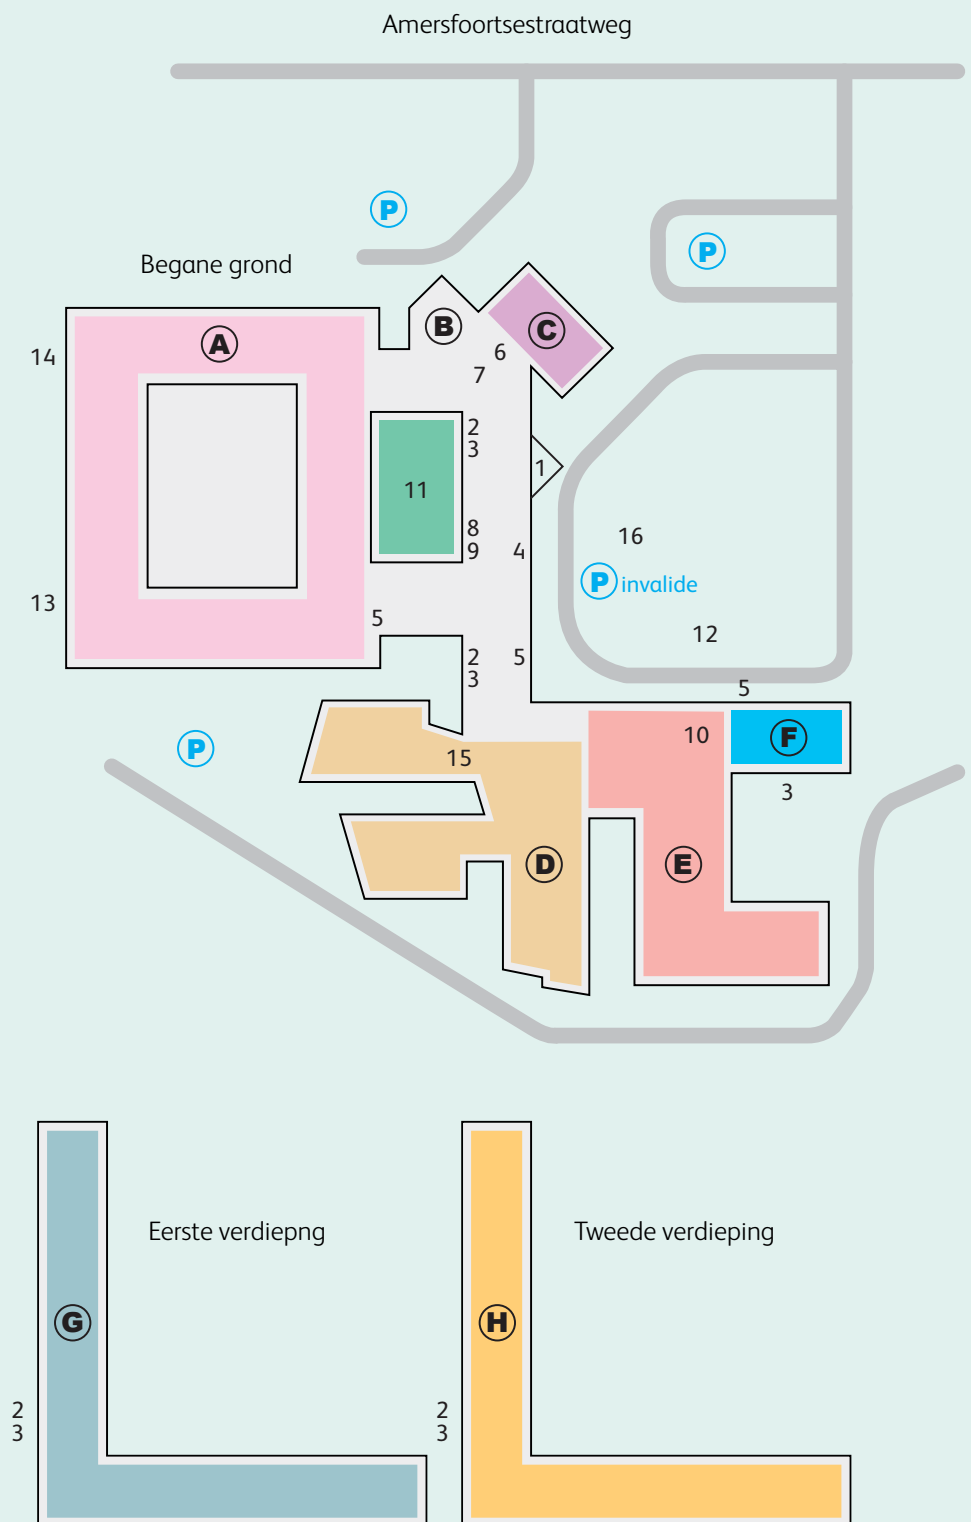 Amersfoortsestraatweg
P
P
Begane grond
A
B
C
14
6
7
2
3
1
11
8
9
4
16
P invalide
13
5
12
2
3
5
5
P
15
10
F
3
D
E
Eerste verdiepng
Tweede verdieping
G
H
2
3
2
3